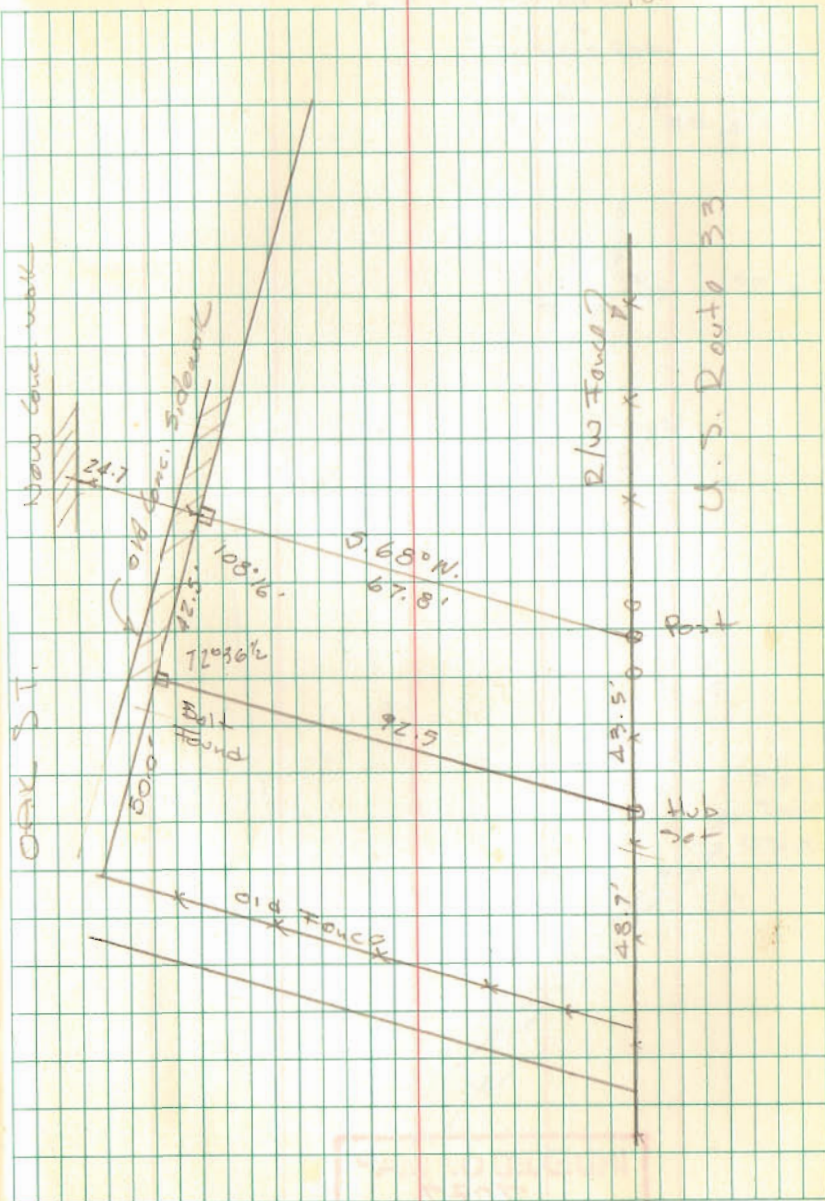 OAK ST.
New Conc. walk
old Conc. Sidewalk
24.7
42.5'
108°16'
72°36½
50.0'
Bolt
Found
S.68°W.
67.8'
92.5
Old Fence
R/W Fence?
43.5'
Post
48.7'
Hub
Set
U.S. Route 33